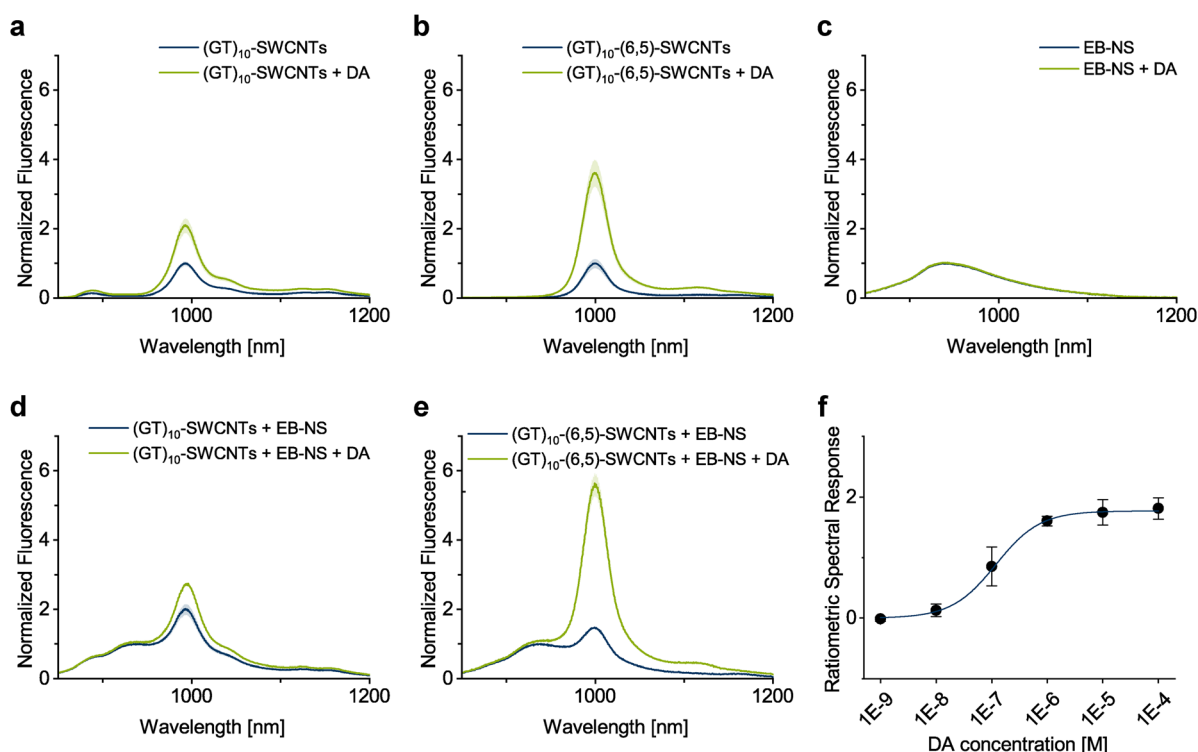 a
(GT)₁₀-SWCNTs
(GT)₁₀-SWCNTs + DA
Normalized Fluorescence
6
4
2
0
1000
1200
Wavelength [nm]
b
(GT)₁₀-(6,5)-SWCNTs
(GT)₁₀-(6,5)-SWCNTs + DA
Normalized Fluorescence
6
4
2
0
1000
1200
Wavelength [nm]
c
EB-NS
EB-NS + DA
Normalized Fluorescence
6
4
2
0
1000
1200
Wavelength [nm]
d
(GT)₁₀-SWCNTs + EB-NS
(GT)₁₀-SWCNTs + EB-NS + DA
Normalized Fluorescence
6
4
2
0
1000
1200
Wavelength [nm]
e
(GT)₁₀-(6,5)-SWCNTs + EB-NS
(GT)₁₀-(6,5)-SWCNTs + EB-NS + DA
Normalized Fluorescence
6
4
2
0
1000
1200
Wavelength [nm]
f
Ratiometric Spectral Response
2
0
1E-9
1E-8
1E-7
1E-6
1E-5
1E-4
DA concentration [M]